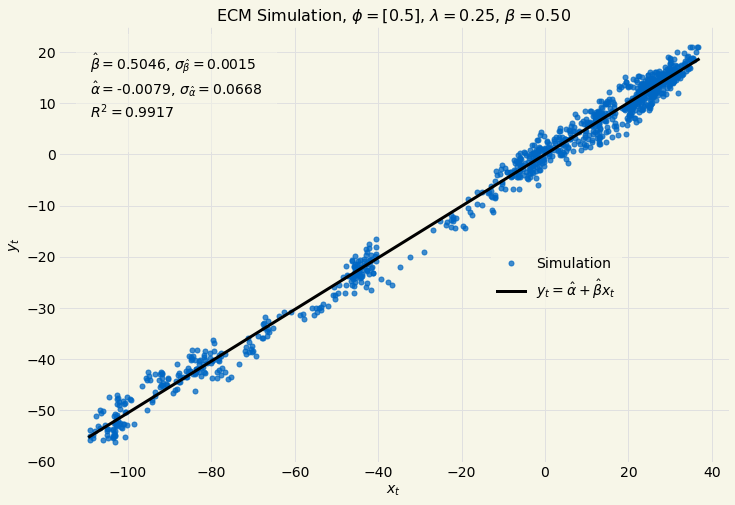 ECM Simulation, ϕ = [0.5], λ = 0.25, β = 0.50
β̂ = 0.5046, σ_β̂ = 0.0015
α̂ = -0.0079, σ_α̂ = 0.0668
R² = 0.9917
20
10
0
−10
−20
−30
−40
−50
−60
y_t
Simulation
y_t = α̂ + β̂x_t
−100 −80 −60 −40 −20 0 20 40
x_t